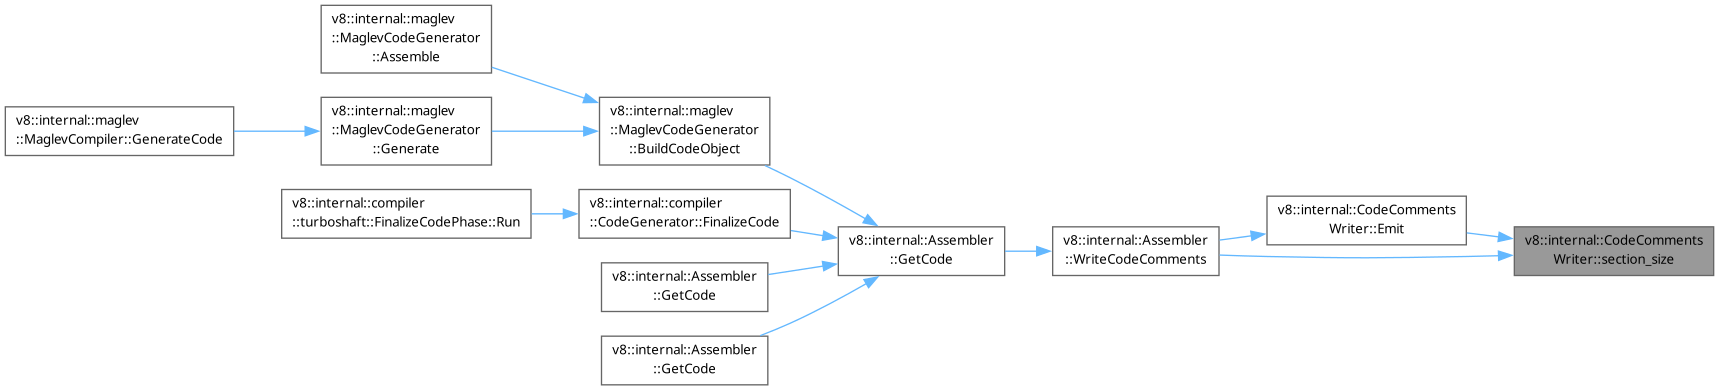 v8::internal::maglev
::MaglevCodeGenerator
::Assemble
v8::internal::maglev
::MaglevCompiler::GenerateCode
v8::internal::maglev
::MaglevCodeGenerator
::Generate
v8::internal::maglev
::MaglevCodeGenerator
::BuildCodeObject
v8::internal::compiler
::turboshaft::FinalizeCodePhase::Run
v8::internal::compiler
::CodeGenerator::FinalizeCode
v8::internal::Assembler
::GetCode
v8::internal::Assembler
::GetCode
v8::internal::Assembler
::GetCode
v8::internal::Assembler
::WriteCodeComments
v8::internal::CodeComments
Writer::Emit
v8::internal::CodeComments
Writer::section_size